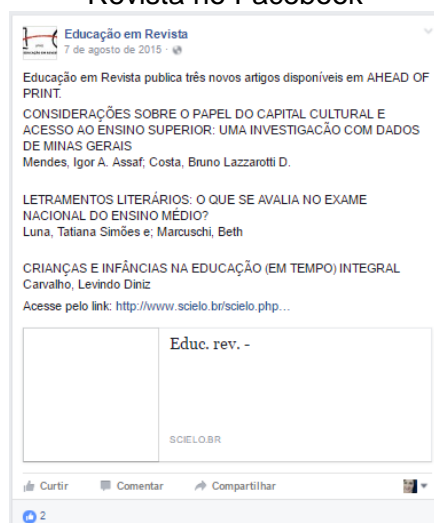 Revista no Facebook
Educação em Revista
7 de agosto de 2015 ·
Educação em Revista publica três novos artigos disponíveis em AHEAD OF
PRINT.
CONSIDERAÇÕES SOBRE O PAPEL DO CAPITAL CULTURAL E
ACESSO AO ENSINO SUPERIOR: UMA INVESTIGACÃO COM DADOS
DE MINAS GERAIS
Mendes, Igor A. Assaf; Costa, Bruno Lazzarotti D.
LETRAMENTOS LITERÁRIOS: O QUE SE AVALIA NO EXAME
NACIONAL DO ENSINO MÉDIO?
Luna, Tatiana Simões e; Marcuschi, Beth
CRIANÇAS E INFÂNCIAS NA EDUCAÇÃO (EM TEMPO) INTEGRAL
Carvalho, Levindo Diniz
Acesse pelo link: http://www.scielo.br/scielo.php...
Educ. rev. -
SCIELO.BR
Curtir Comentar Compartilhar
2